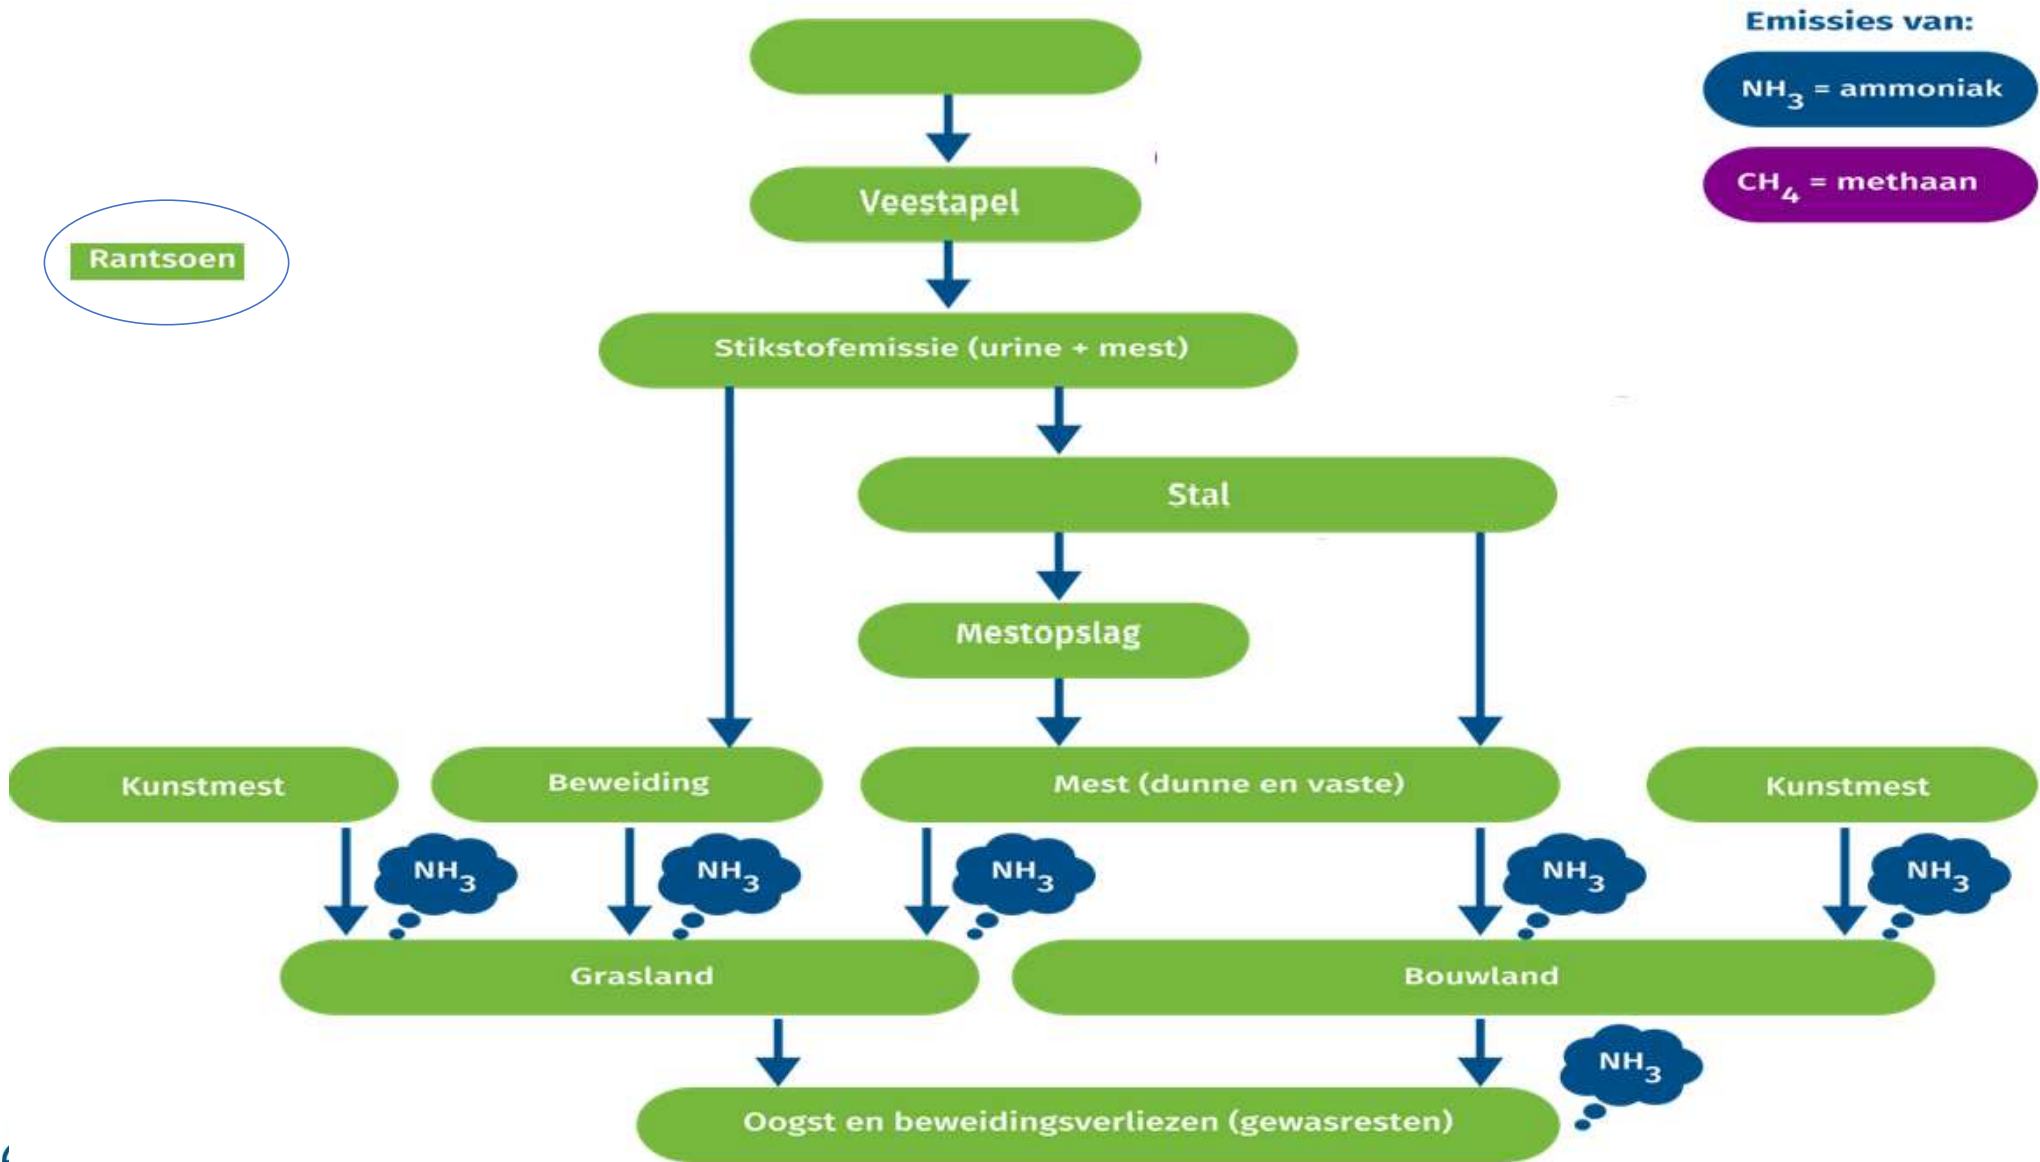 Emissies van:
NH3 = ammoniak
CH4 = methaan
Veestapel
Rantsoen
Stikstofemissie (urine + mest)
Stal
Mestopslag
Kunstmest
Beweiding
Mest (dunne en vaste)
Kunstmest
NH3
NH3
NH3
NH3
NH3
Grasland
Bouwland
NH3
Oogst en beweidingsverliezen (gewasresten)